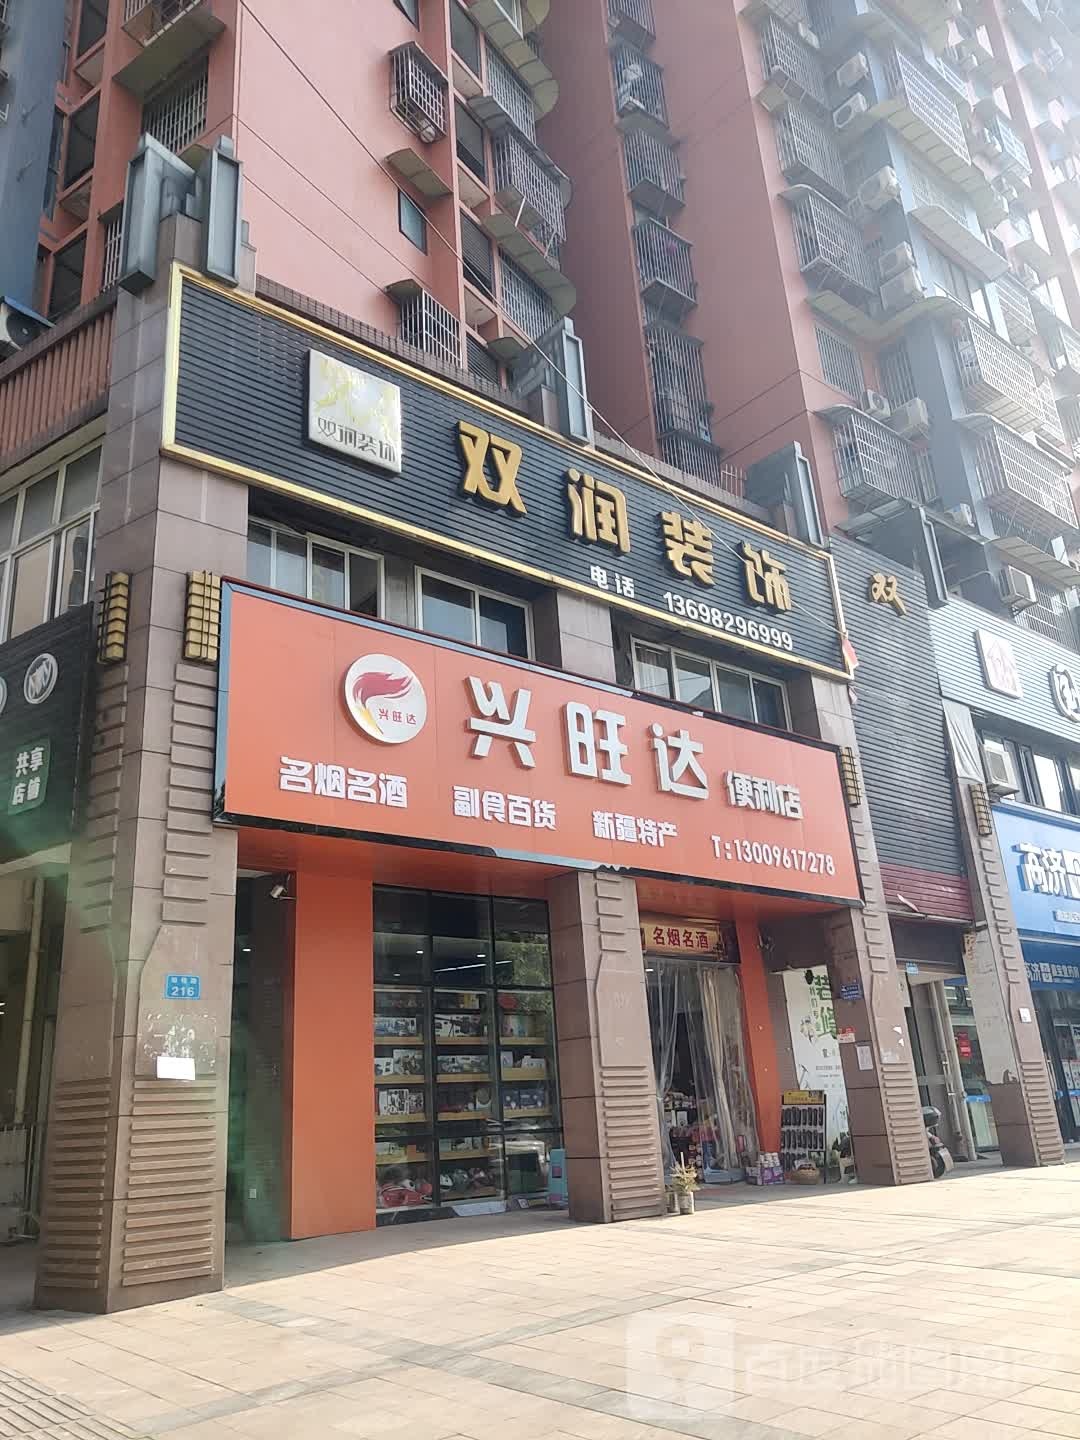 双润装饰
双润装饰
电话 13698296999
双
兴旺达
兴旺达 便利店
名烟名酒 副食百货 新疆特产 T:13009617278
共享
店铺
名烟名酒
216
装修